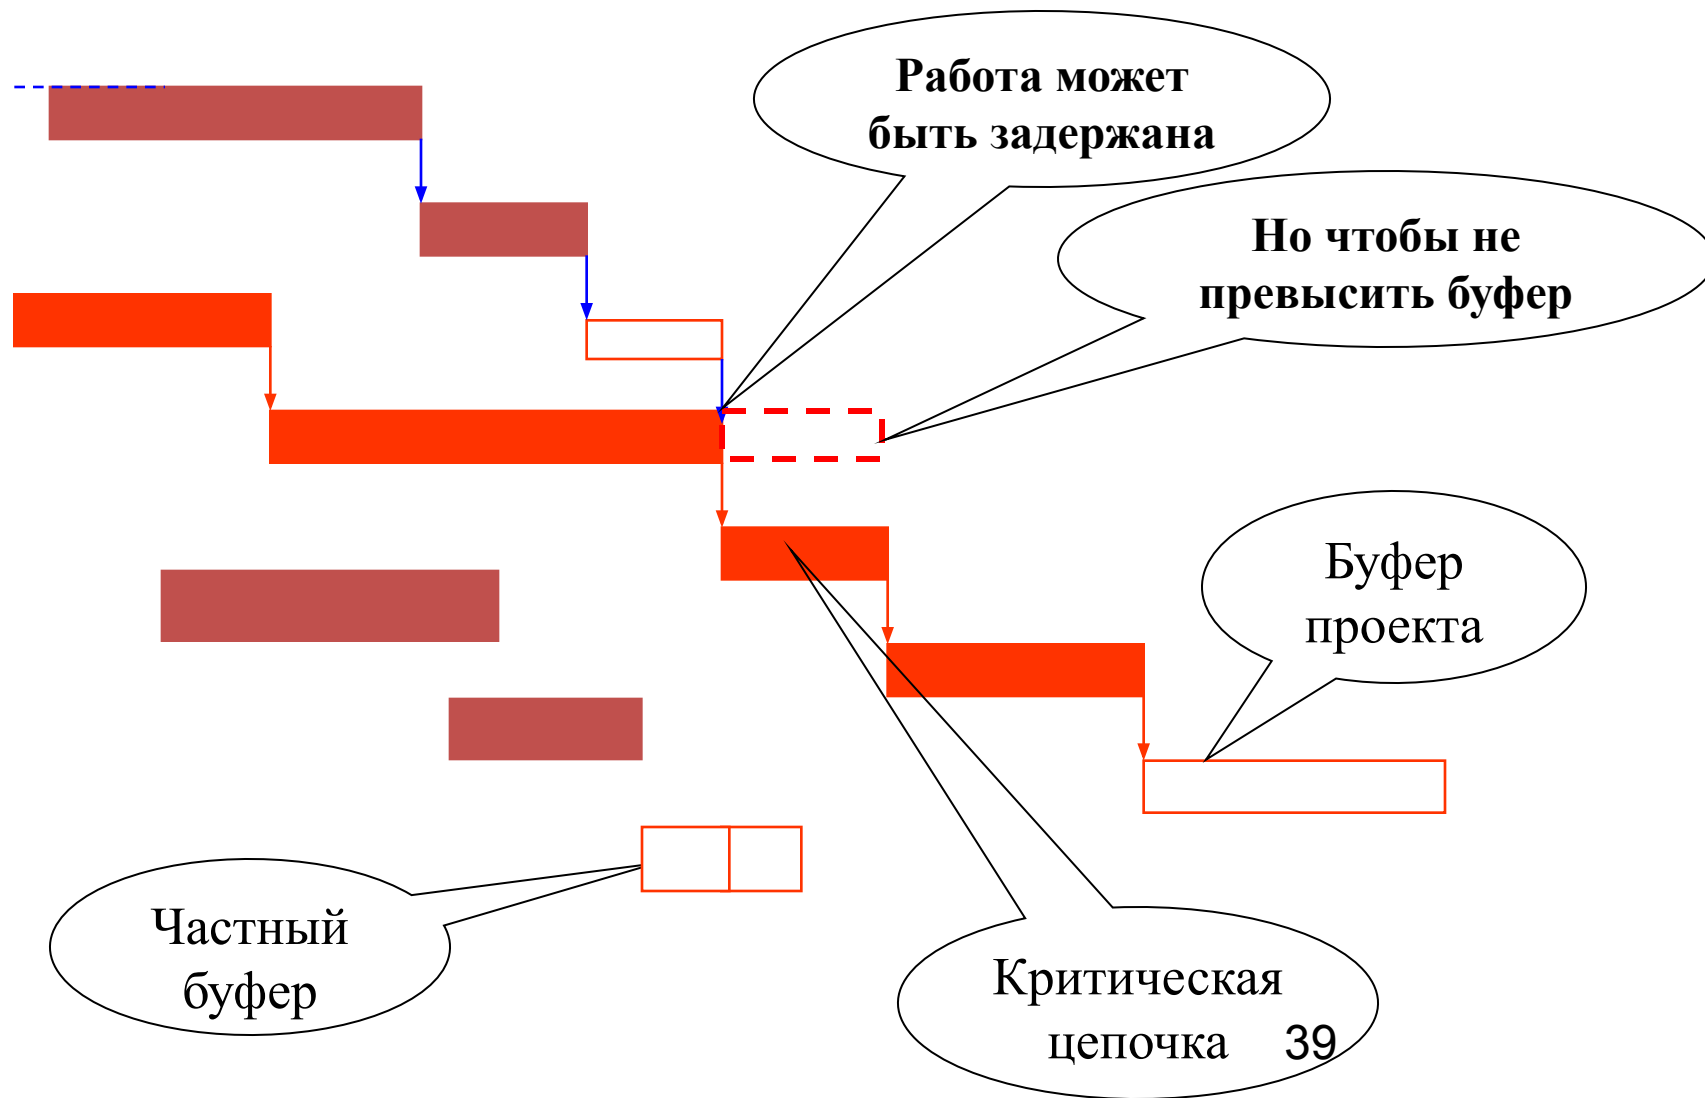 Работа может
быть задержана
Но чтобы не
превысить буфер
Буфер
проекта
Частный
буфер
Критическая
цепочка
39